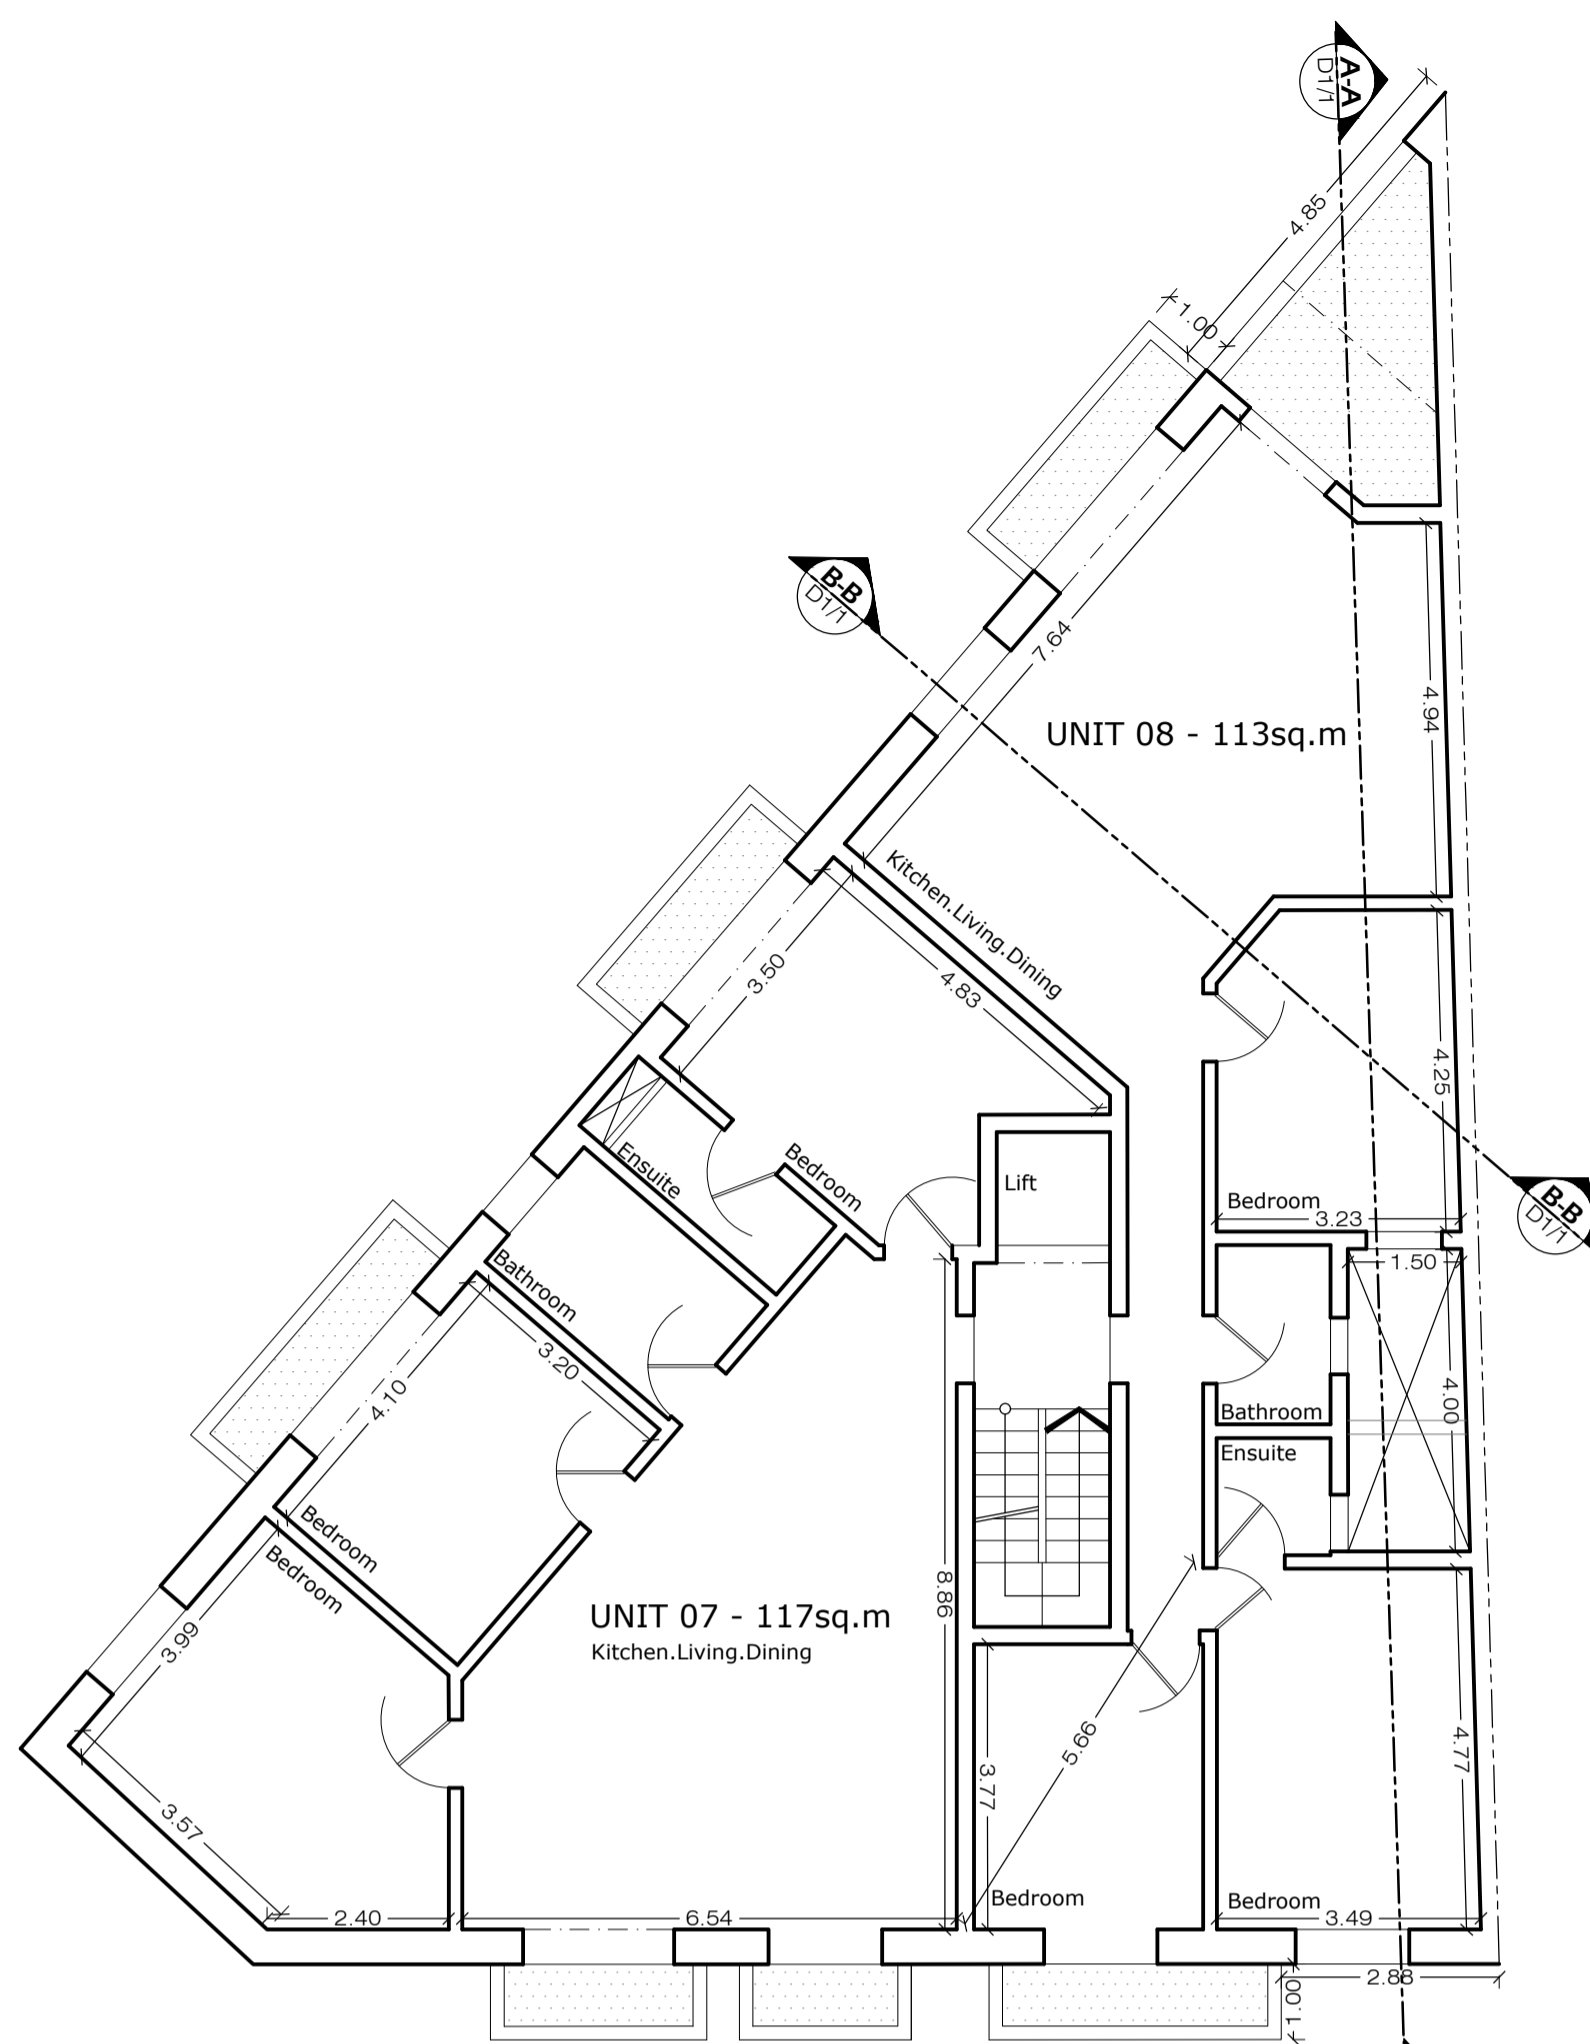 A-A
D1/1
4.85
1.00
B-B
D1/1
7.64
4.94
UNIT 08 - 113sq.m
Kitchen.Living.Dining
3.50
4.83
4.25
Ensuite
Bedroom
Lift
Bedroom
3.23
B-B
D1/1
1.50
Bathroom
3.20
4.10
4.00
Bathroom
Ensuite
Bedroom
Bedroom
8.86
UNIT 07 - 117sq.m
Kitchen.Living.Dining
3.99
5.66
3.77
4.77
3.57
Bedroom
Bedroom
2.40
6.54
3.49
2.88
1.00